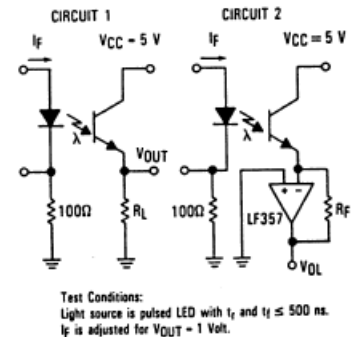 CIRCUIT 1
CIRCUIT 2
IF
VCC - 5 V
IF
VCC = 5 V
λ
VOUT
λ
100Ω
RL
100Ω
+ -
LF357
RF
VOL
Test Conditions:
Light source is pulsed LED with tr and tf ≤ 500 ns.
IF is adjusted for VOUT - 1 Volt.